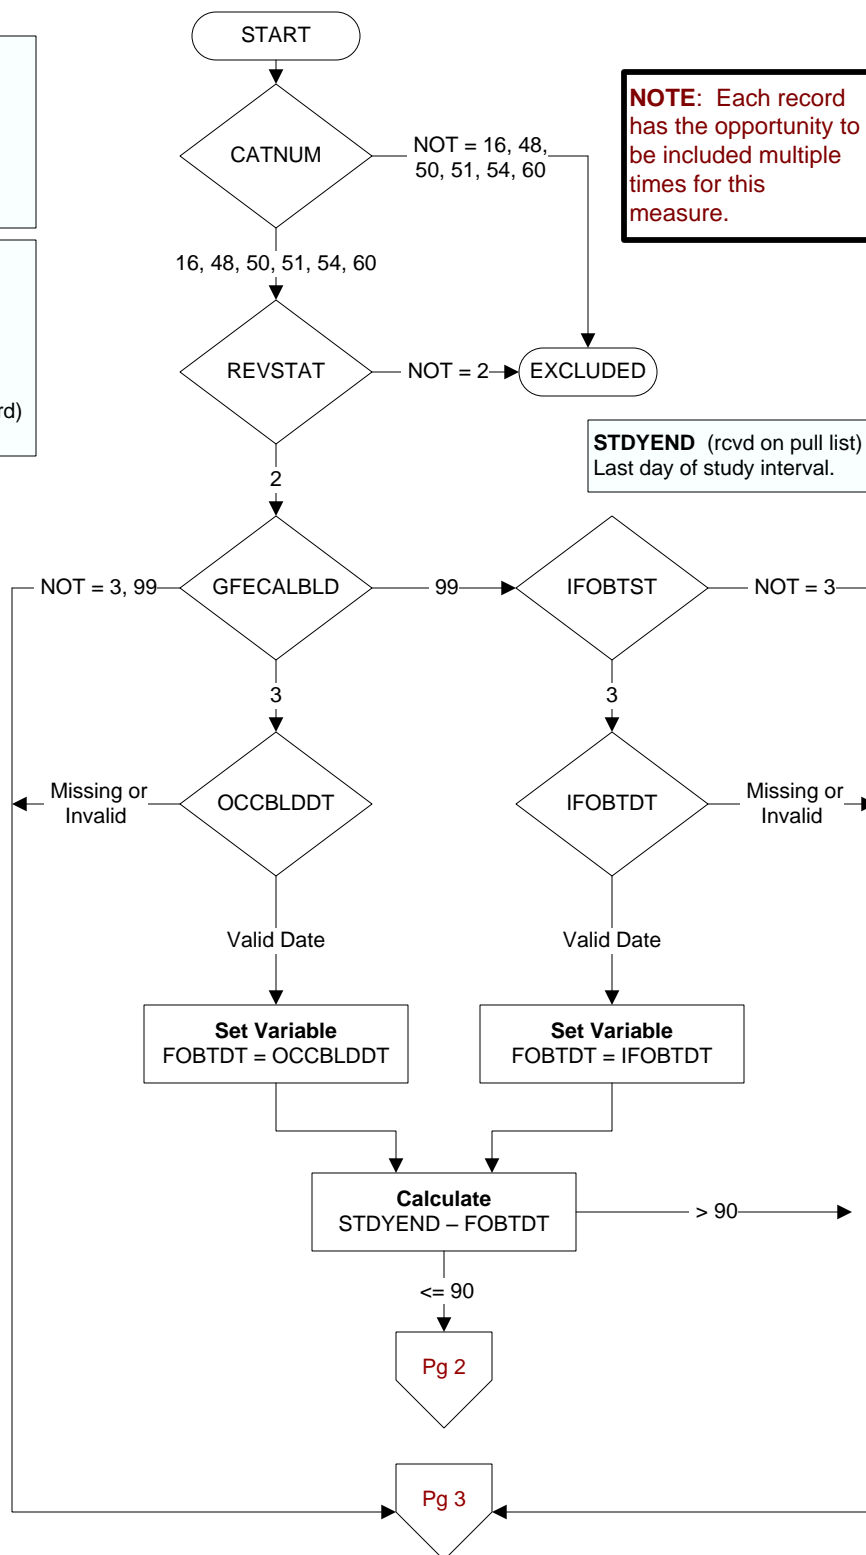 START
CATNUM
NOT = 16, 48,
50, 51, 54, 60
NOTE: Each record
has the opportunity to
be included multiple
times for this
measure.
16, 48, 50, 51, 54, 60
REVSTAT
NOT = 2
EXCLUDED
rd)
STDYEND (rcvd on pull list)
Last day of study interval.
2
NOT = 3, 99
GFECALBLD
99
IFOBTST
NOT = 3
3
3
Missing or
Invalid
OCCBLDDT
IFOBTDT
Missing or
Invalid
Valid Date
Valid Date
Set Variable
FOBTDT = OCCBLDDT
Set Variable
FOBTDT = IFOBTDT
Calculate
STDYEND – FOBTDT
> 90
<= 90
Pg 2
Pg 3